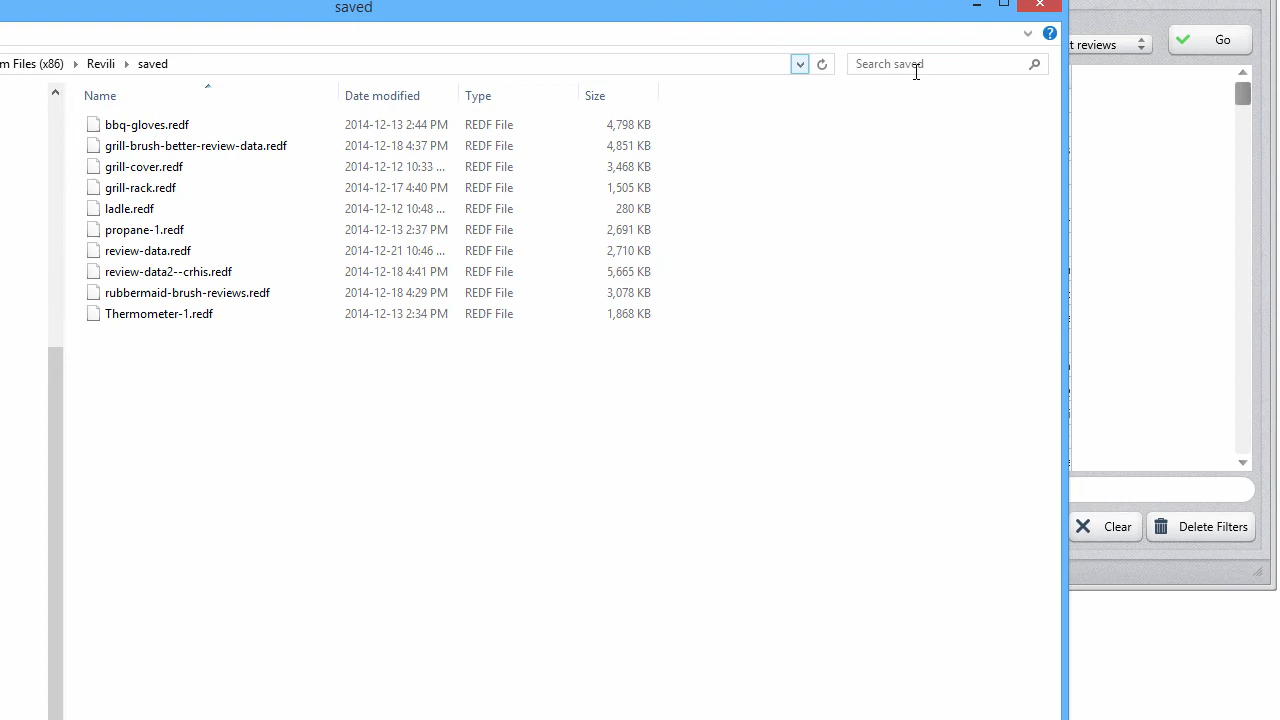 saved
?
m Files (x86) Revili saved
Search saved
t reviews
Go
Name Date modified Type Size
bbq-gloves.redf 2014-12-13 2:44 PM REDF File 4,798 KB
grill-brush-better-review-data.redf 2014-12-18 4:37 PM REDF File 4,851 KB
grill-cover.redf 2014-12-12 10:33 ... REDF File 3,468 KB
grill-rack.redf 2014-12-17 4:40 PM REDF File 1,505 KB
ladle.redf 2014-12-12 10:48 ... REDF File 280 KB
propane-1.redf 2014-12-13 2:37 PM REDF File 2,691 KB
review-data.redf 2014-12-21 10:46 ... REDF File 2,710 KB
review-data2--crhis.redf 2014-12-18 4:41 PM REDF File 5,665 KB
rubbermaid-brush-reviews.redf 2014-12-18 4:29 PM REDF File 3,078 KB
Thermometer-1.redf 2014-12-13 2:34 PM REDF File 1,868 KB
Clear
Delete Filters